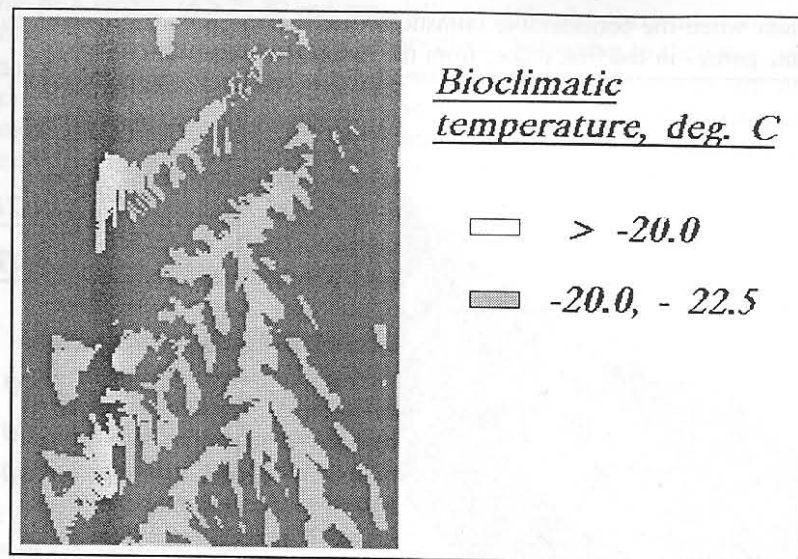 Bioclimatic
temperature, deg. C
> -20.0
-20.0, - 22.5